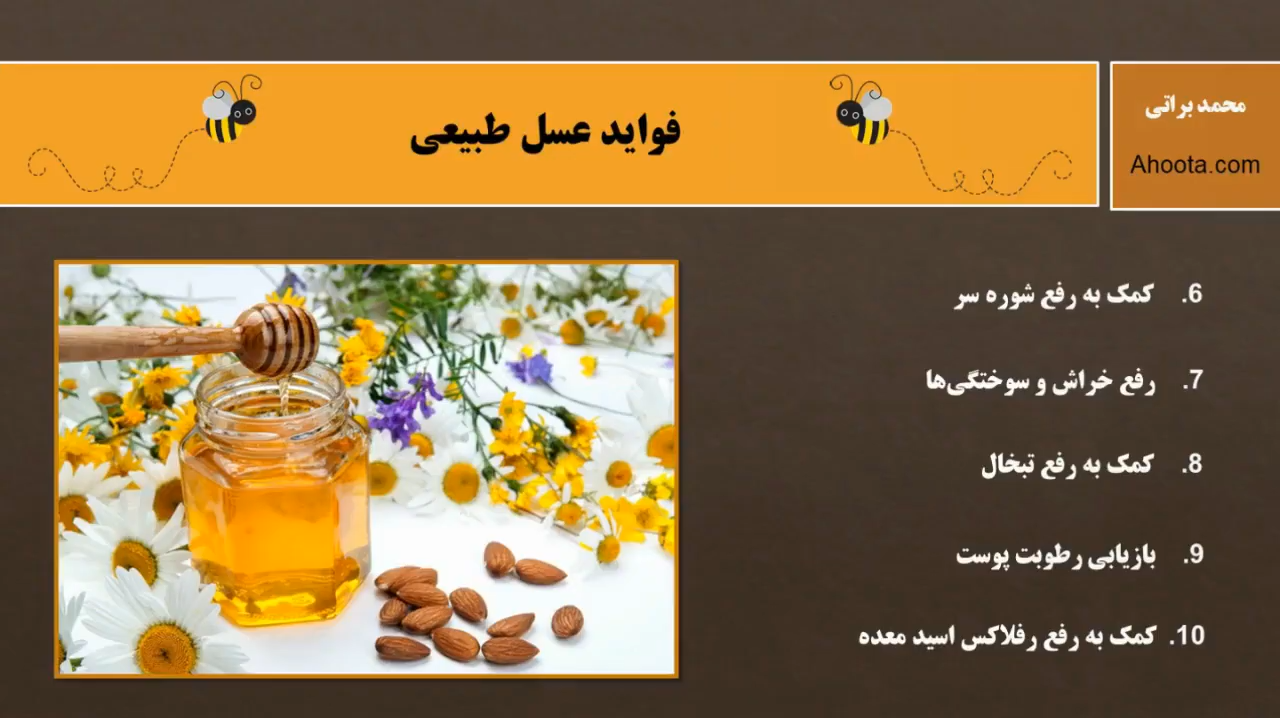 محمد براتی
Ahoota.com
فواید عسل طبیعی
6. کمک به رفع شوره سر
7. رفع خراش و سوختگی‌ها
8. کمک به رفع تبخال
9. بازیابی رطوبت پوست
10. کمک به رفع رفلاکس اسید معده